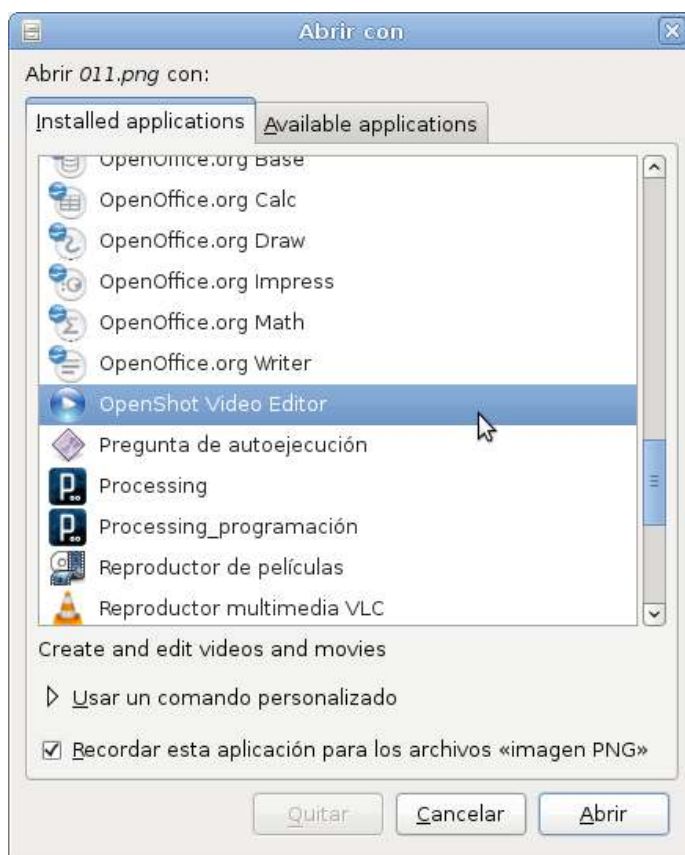 Abrir con
Abrir 011.png con:
Installed applications
Available applications
OpenOffice.org Base
OpenOffice.org Calc
OpenOffice.org Draw
OpenOffice.org Impress
OpenOffice.org Math
OpenOffice.org Writer
OpenShot Video Editor
Pregunta de autoejecución
Processing
Processing_programación
Reproductor de películas
Reproductor multimedia VLC
Create and edit videos and movies
Usar un comando personalizado
Recordar esta aplicación para los archivos «imagen PNG»
Quitar
Cancelar
Abrir